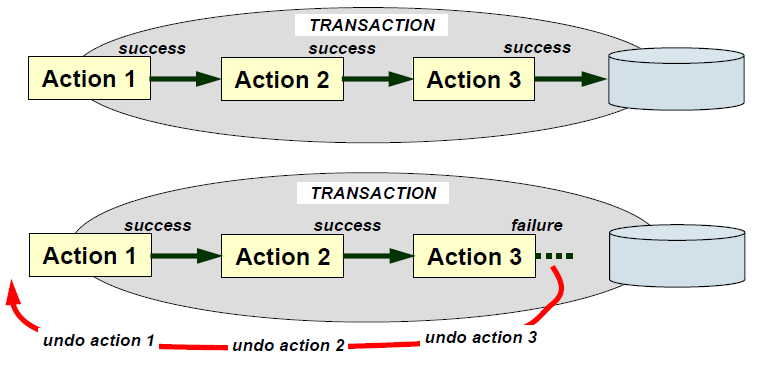 TRANSACTION
success
success
success
Action 1
Action 2
Action 3
TRANSACTION
success
success
failure
Action 1
Action 2
Action 3
undo action 1
undo action 2
undo action 3